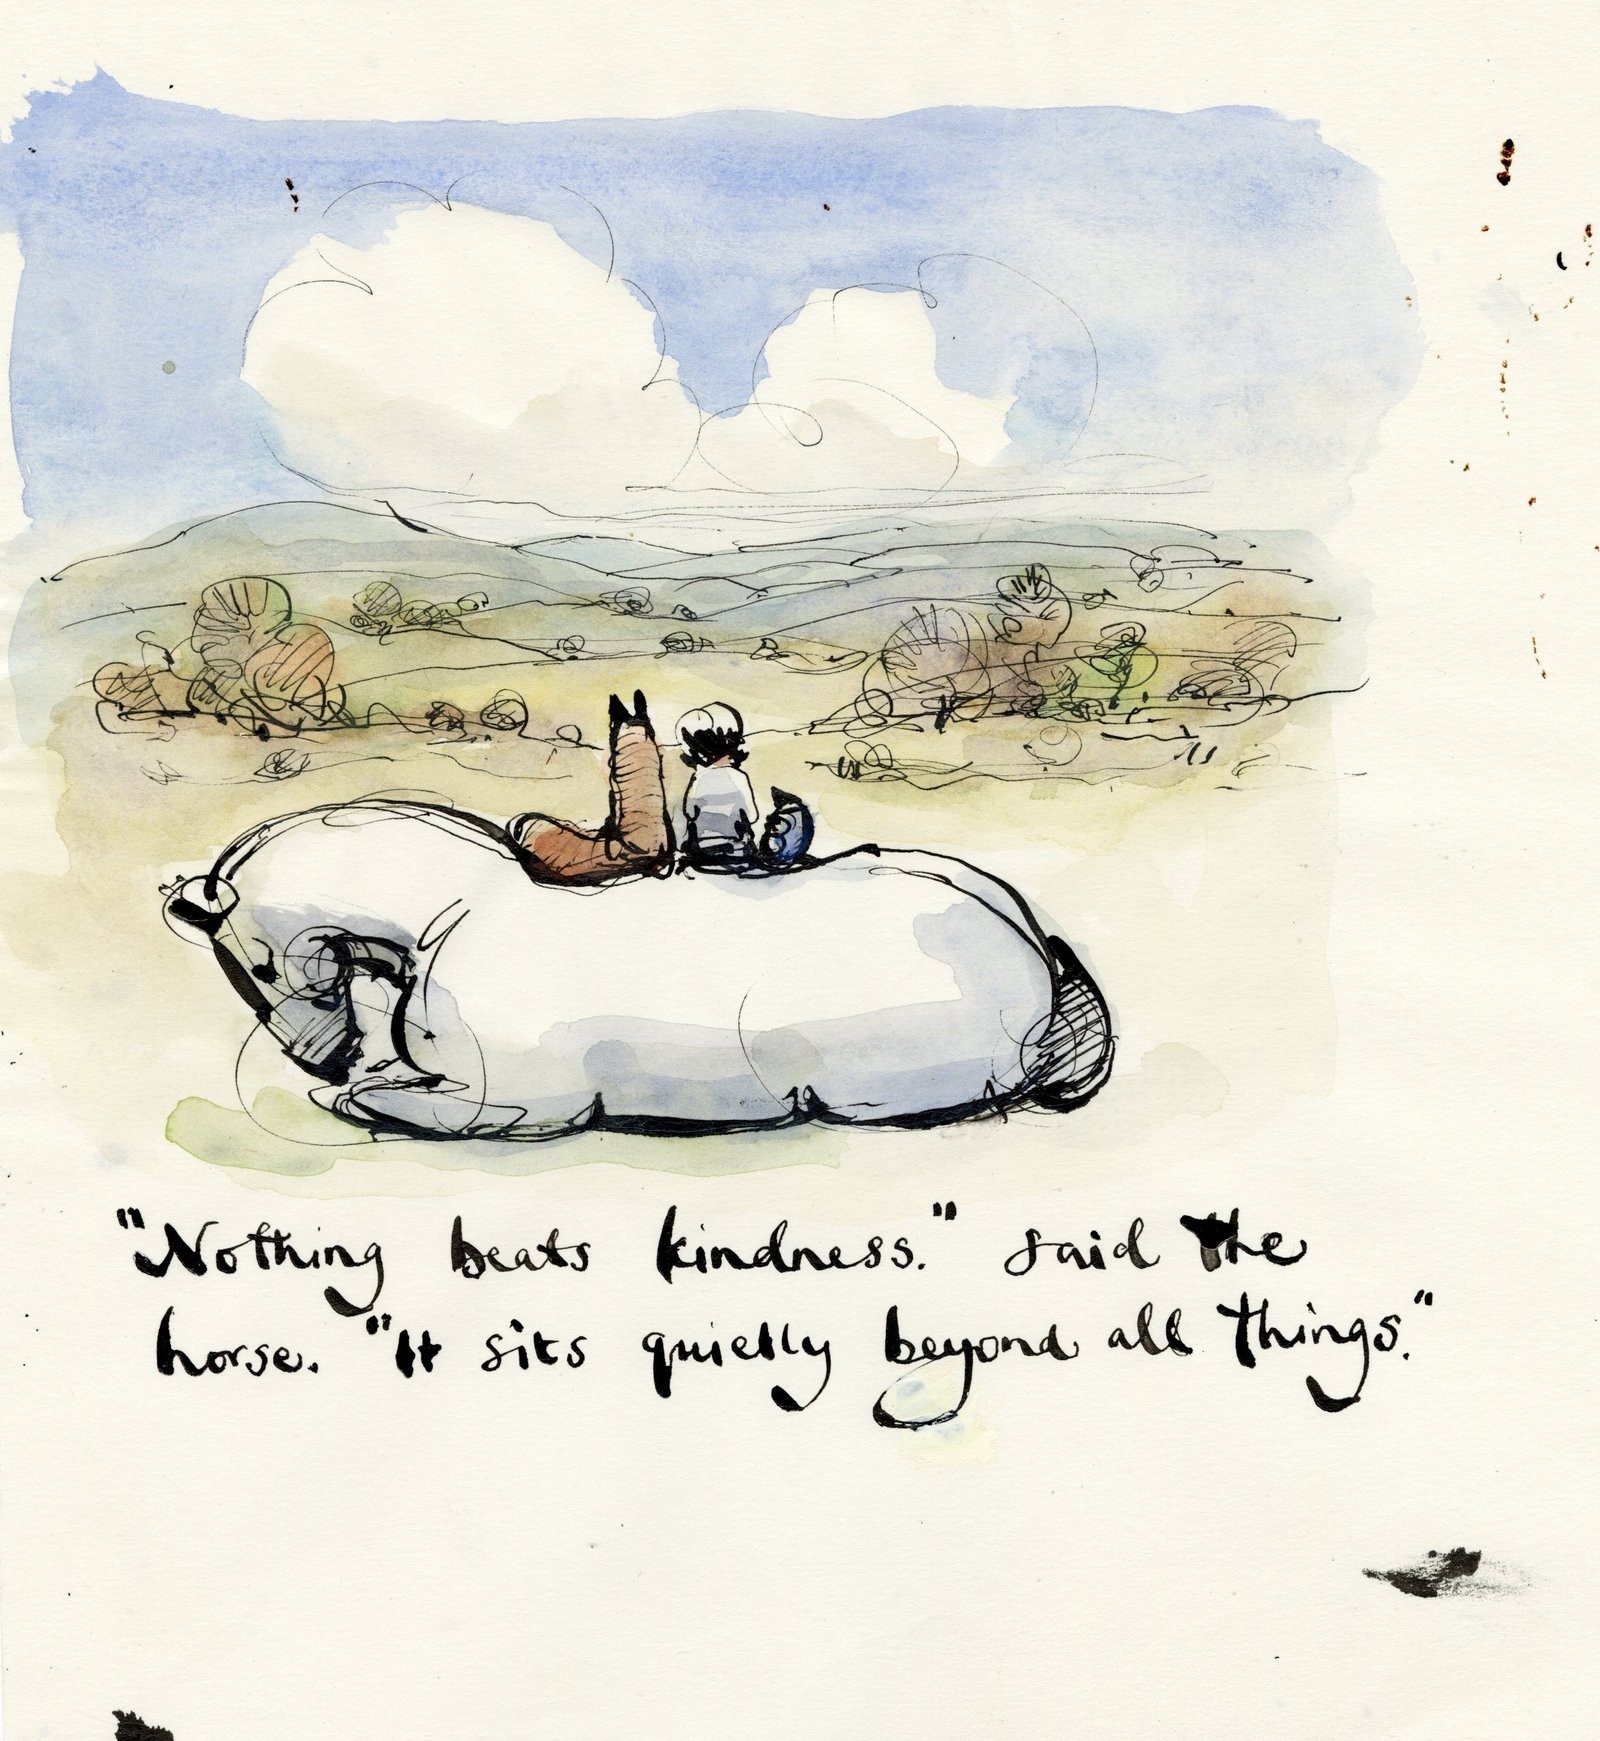 "Nothing beats kindness." said the
horse. "It sits quietly beyond all things."